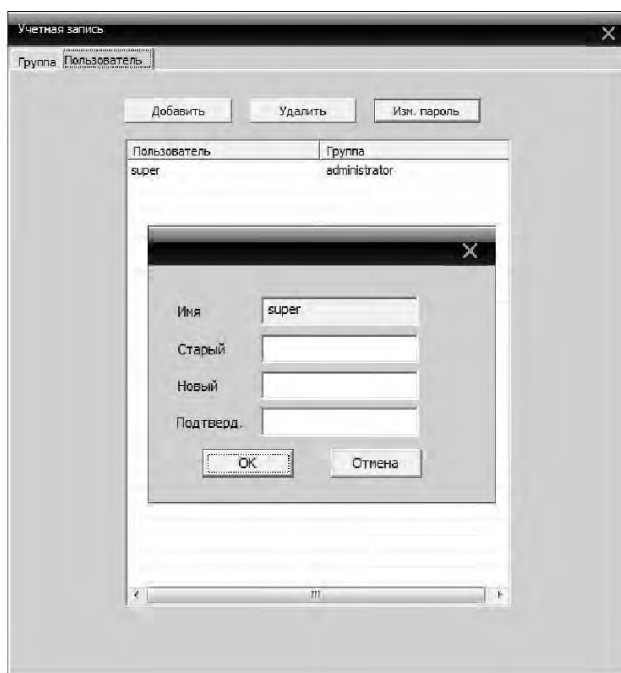 Учетная запись
Группа Пользователь
Добавить Удалить Изм. пароль
Пользователь Группа
super administrator
Имя super
Старый
Новый
Подтверд.
OK Отмена